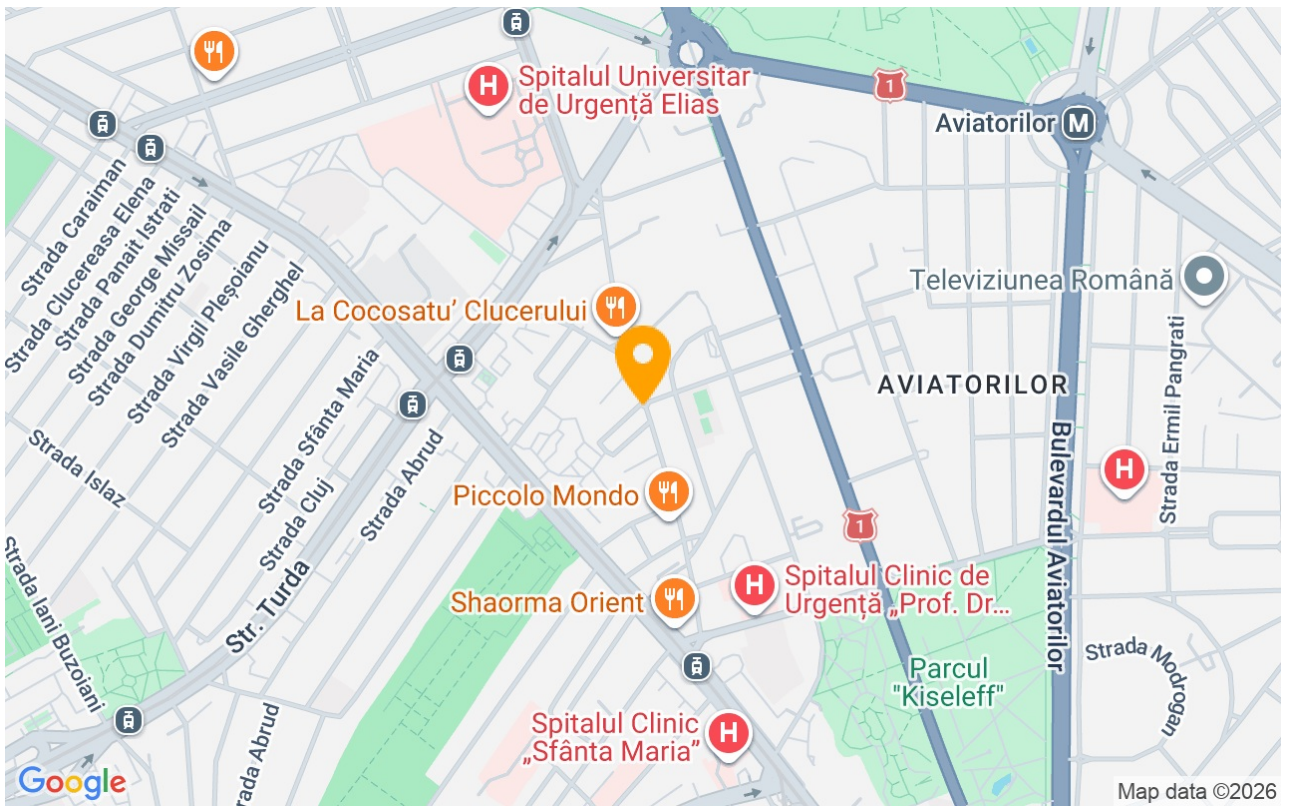 Spitalul Universitar
de Urgență Elias
1
Aviatorilor
M
Strada Caraiman
Strada Clucereasa Elena
Strada Panait Istrati
Strada George Missail
Strada Dumitru Zosima
Strada Virgil Pleșoianu
Strada Vasile Gherghel
La Cocosatu’ Clucerului
Televiziunea Română
AVIATORILOR
Strada Ermil Pangrati
Strada Sfânta Maria
Strada Cluj
Strada Abrud
Strada Islaz
Bulevardul Aviatorilor
Piccolo Mondo
1
Strada Iani Buzoiani
Str. Turda
Shaorma Orient
Spitalul Clinic de
Urgență „Prof. Dr...
Parcul
"Kiseleff"
Strada Modrogan
Spitalul Clinic
„Sfânta Maria”
Strada Abrud
H
H
H
H
Google
Map data ©2026